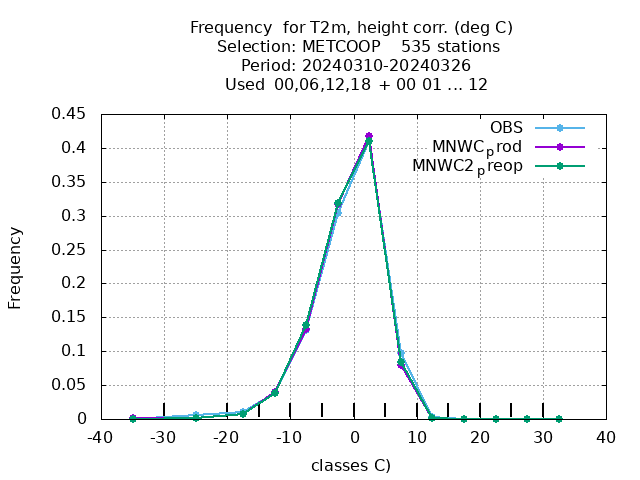 Frequency  for T2m, height corr. (deg C)
Selection: METCOOP    535 stations
Period: 20240310-20240326
Used  00,06,12,18  + 00 01 ... 12
OBS
MNWCprod
MNWC2preop
0.45
0.4
0.35
0.3
0.25
0.2
0.15
0.1
0.05
0
Frequency
-40 -30 -20 -10 0 10 20 30 40
classes C)